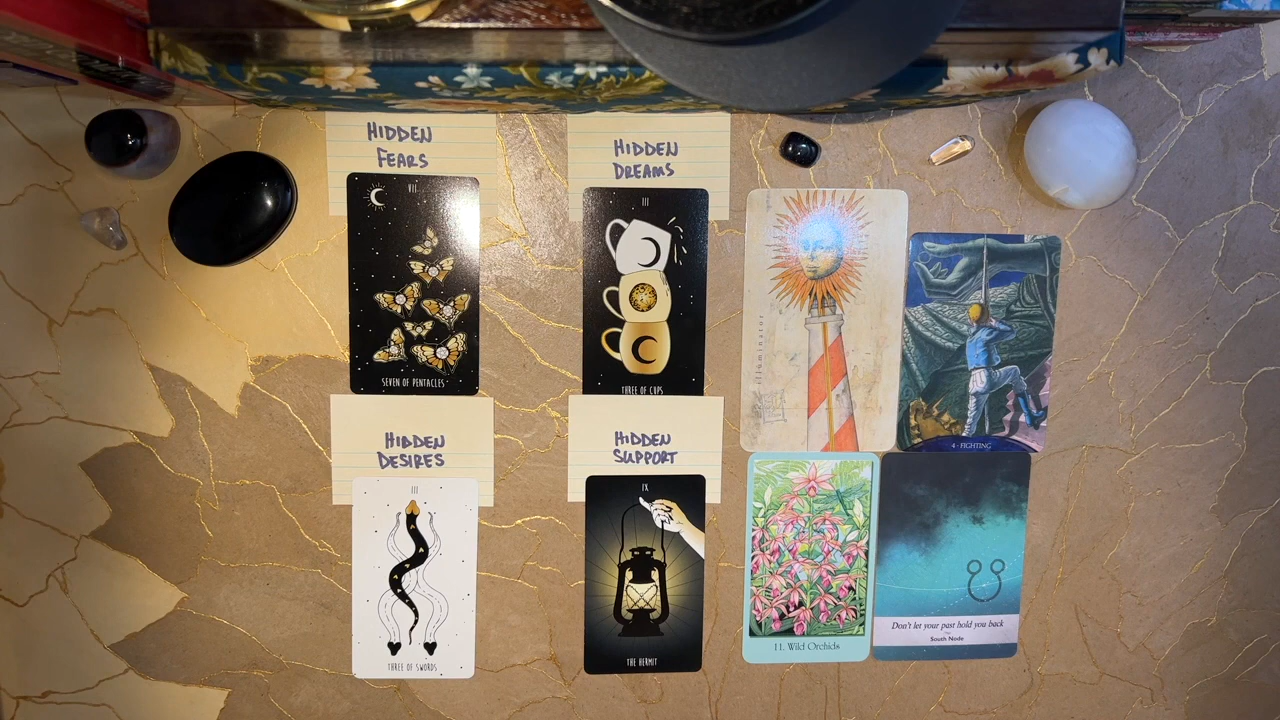 HIDDEN
FEARS
VII
SEVEN OF PENTACLES
HIDDEN
DREAMS
III
THREE OF CUPS
HIDDEN
DESIRES
III
THREE OF SWORDS
HIDDEN
SUPPORT
IX
THE HERMIT
illuminator
4 - FIGHTING
11. Wild Orchids
Don't let your past hold you back
South Node